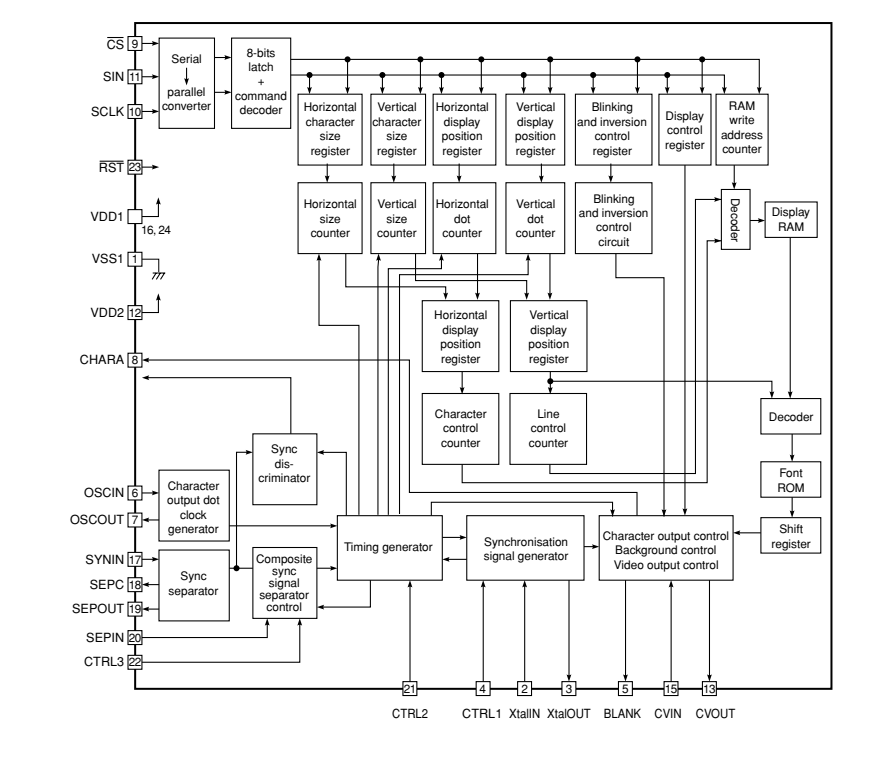 CS
9
SIN
11
SCLK
10
RST
23
VDD1
16, 24
VSS1
1
VDD2
12
CHARA
8
OSCIN
6
OSCOUT
7
SYNIN
17
SEPC
18
SEPOUT
19
SEPIN
20
CTRL3
22
Serial
parallel
converter
8-bits
latch
+
command
decoder
Horizontal
character
size
register
Vertical
character
size
register
Horizontal
display
position
register
Vertical
display
position
register
Blinking
and inversion
control
register
Display
control
register
RAM
write
address
counter
Horizontal
size
counter
Vertical
size
counter
Horizontal
dot
counter
Vertical
dot
counter
Blinking
and inversion
control
circuit
Decoder
Display
RAM
Horizontal
display
position
register
Vertical
display
position
register
Character
control
counter
Line
control
counter
Decoder
Font
ROM
Shift
register
Sync
dis-
criminator
Character
output dot
clock
generator
Sync
separator
Composite
sync
signal
separator
control
Timing generator
Synchronisation
signal generator
Character output control
Background control
Video output control
21
4
2
3
5
15
13
CTRL2
CTRL1
XtalIN
XtalOUT
BLANK
CVIN
CVOUT